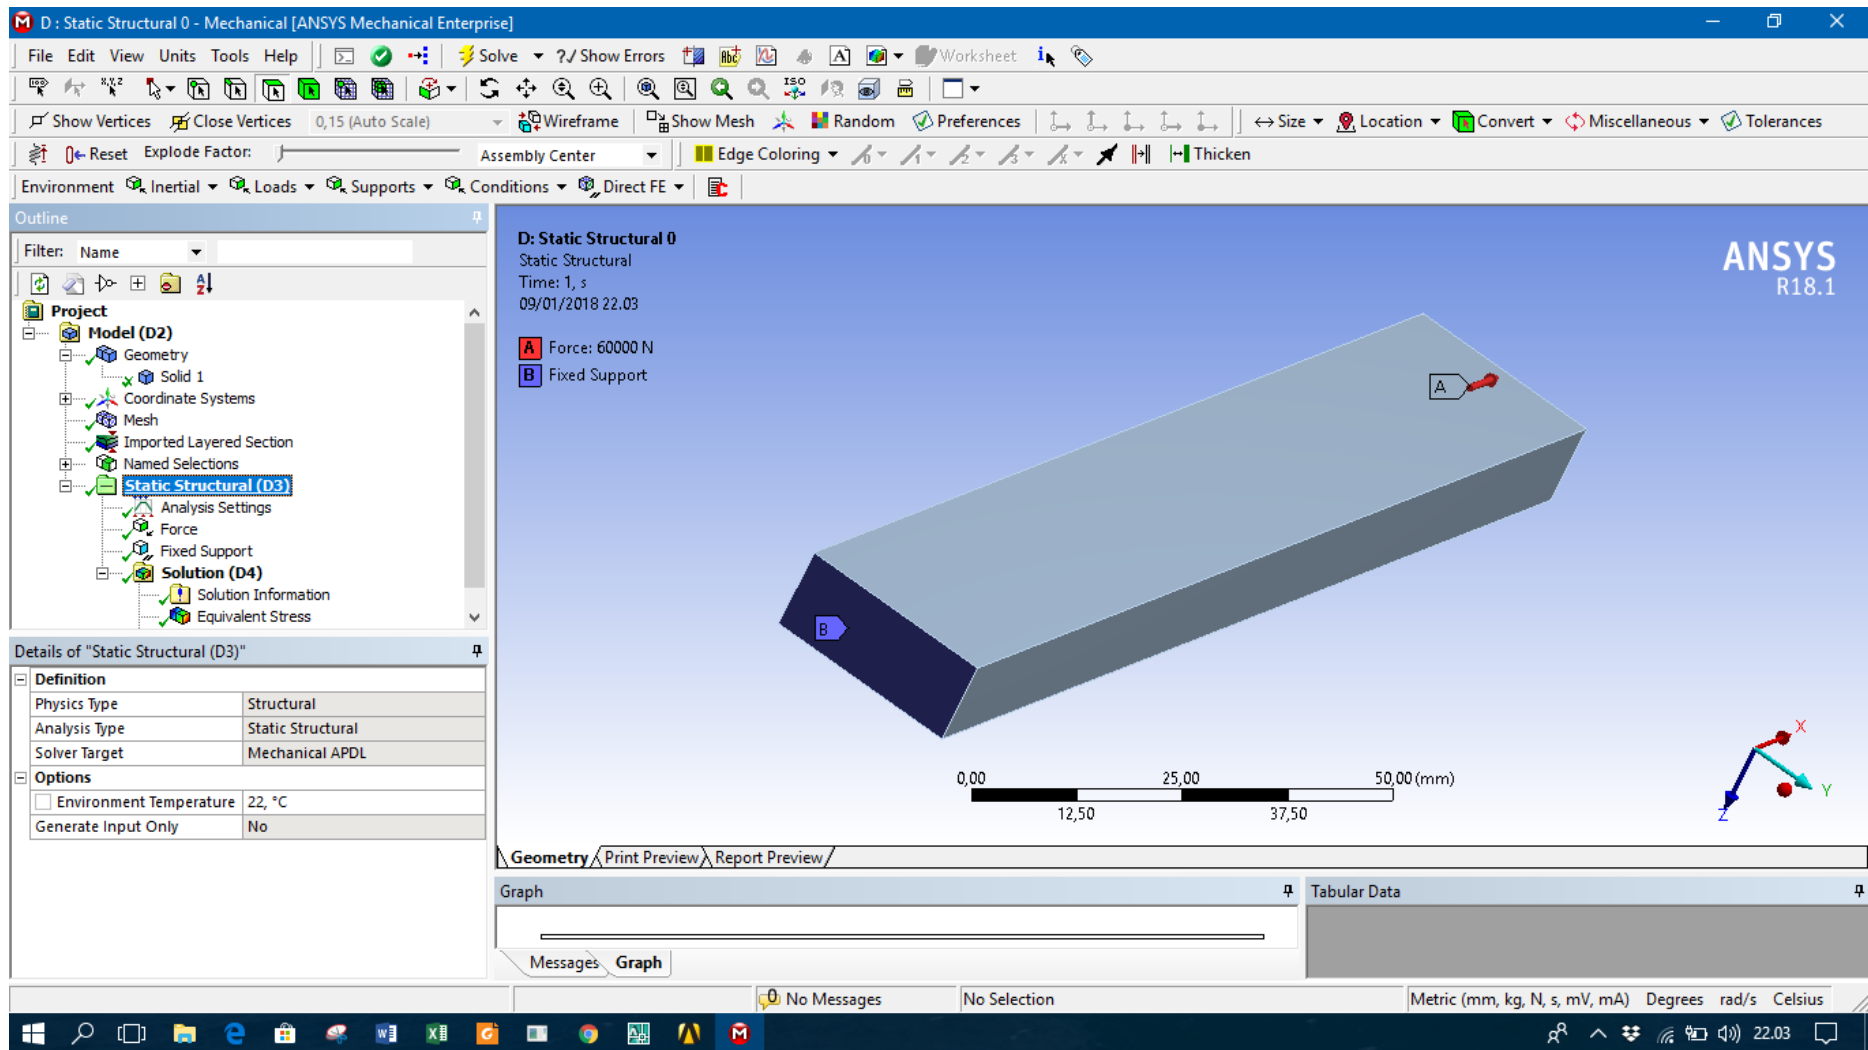 D : Static Structural 0 - Mechanical [ANSYS Mechanical Enterprise]
File Edit View Units Tools Help Solve ?/ Show Errors Worksheet
Show Vertices Close Vertices 0,15 (Auto Scale) Wireframe Show Mesh Random Preferences Size Location Convert Miscellaneous Tolerances
Reset Explode Factor: Assembly Center Edge Coloring Thicken
Environment Inertial Loads Supports Conditions Direct FE
Outline
Filter: Name
Project
Model (D2)
Geometry
Solid 1
Coordinate Systems
Mesh
Imported Layered Section
Named Selections
Static Structural (D3)
Analysis Settings
Force
Fixed Support
Solution (D4)
Solution Information
Equivalent Stress
Details of "Static Structural (D3)"
Definition
Physics Type Structural
Analysis Type Static Structural
Solver Target Mechanical APDL
Options
Environment Temperature 22, °C
Generate Input Only No
D: Static Structural 0
Static Structural
Time: 1, s
09/01/2018 22.03
A Force: 60000 N
B Fixed Support
ANSYS
R18.1
A
B
X
Y
Z
0,00 25,00 50,00 (mm)
12,50 37,50
Geometry Print Preview Report Preview
Graph
Tabular Data
Messages Graph
0 No Messages No Selection Metric (mm, kg, N, s, mV, mA) Degrees rad/s Celsius
22.03